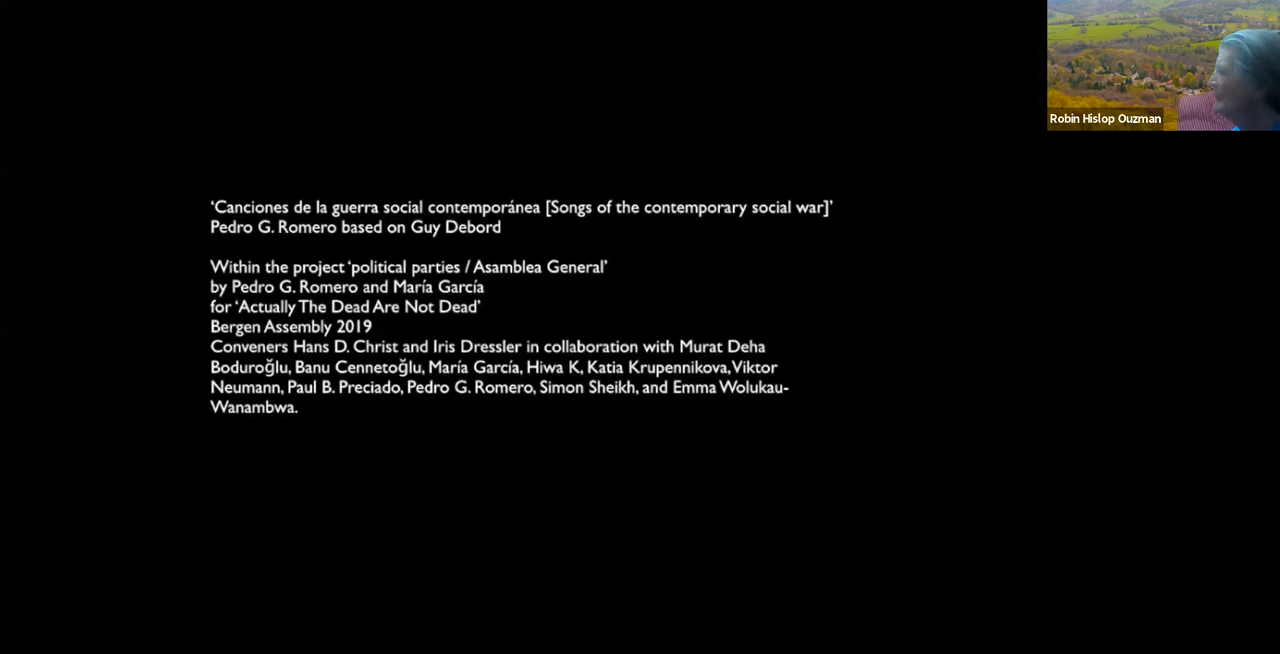 ‘Canciones de la guerra social contemporánea [Songs of the contemporary social war]’
Pedro G. Romero based on Guy Debord
Within the project ‘political parties / Asamblea General’
by Pedro G. Romero and María García
for ‘Actually The Dead Are Not Dead’
Bergen Assembly 2019
Conveners Hans D. Christ and Iris Dressler in collaboration with Murat Deha
Boduroğlu, Banu Cennetoğlu, María García, Hiwa K, Katia Krupennikova, Viktor
Neumann, Paul B. Preciado, Pedro G. Romero, Simon Sheikh, and Emma Wolukau-
Wanambwa.
Robin Hislop Ouzman